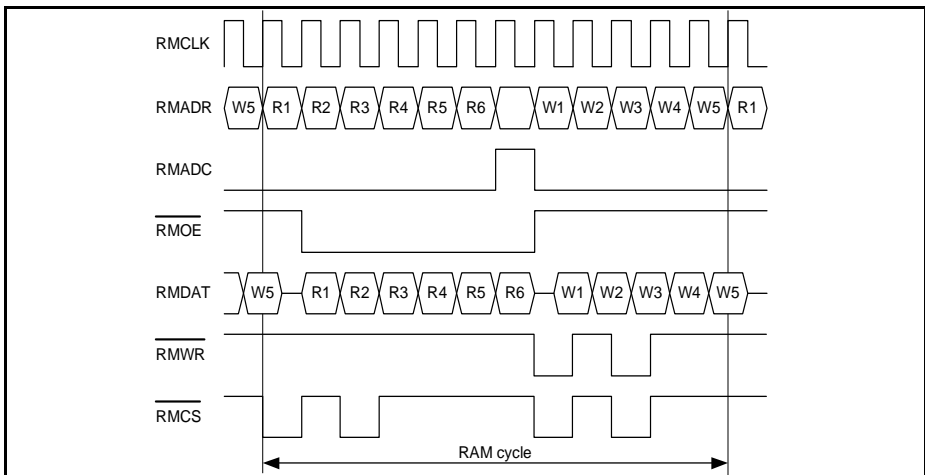 RMCLK
RMADR W5 R1 R2 R3 R4 R5 R6 W1 W2 W3 W4 W5 R1
RMADC
RMOE
RMDAT W5 R1 R2 R3 R4 R5 R6 W1 W2 W3 W4 W5
RMWR
RMCS
RAM cycle